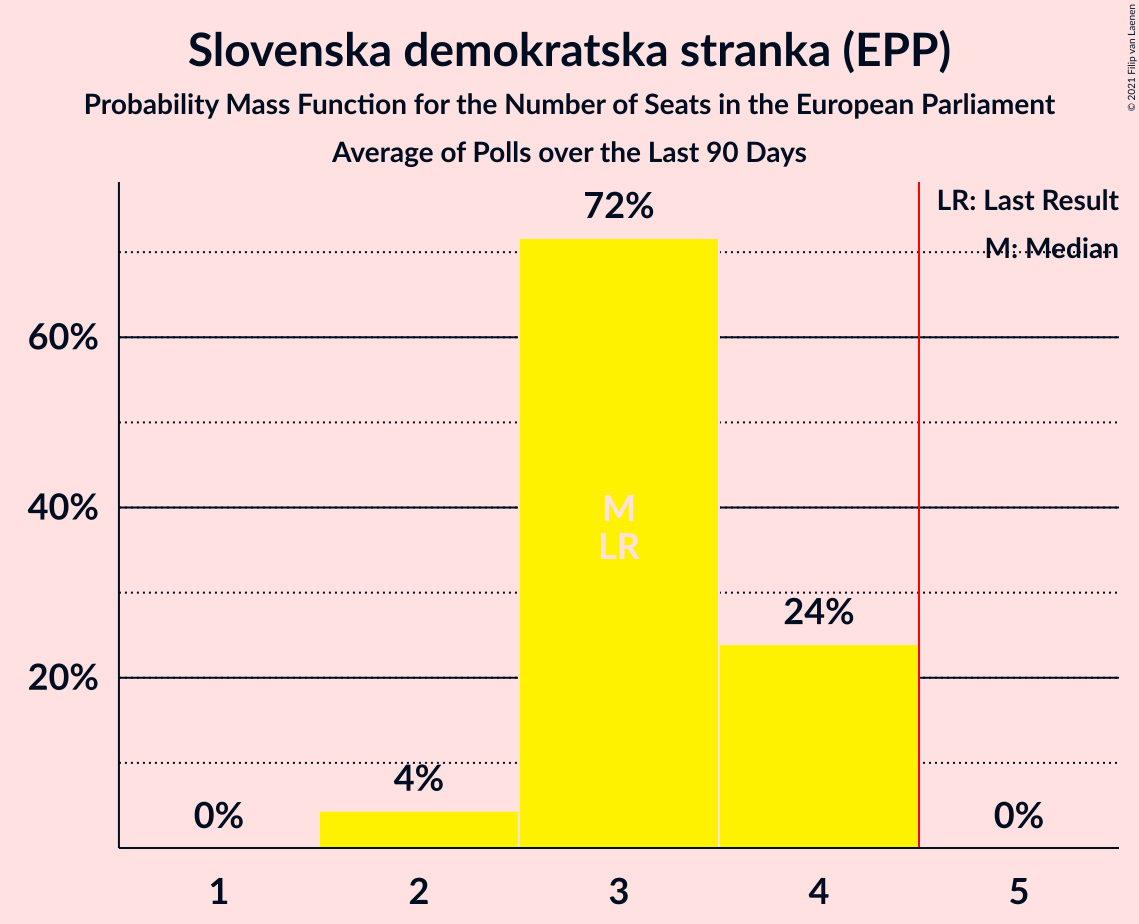 Slovenska demokratska stranka (EPP)
Probability Mass Function for the Number of Seats in the European Parliament
Average of Polls over the Last 90 Days
© 2021 Filip van Laenen
LR: Last Result
M: Median
72%
60%
40%
20%
M
LR
24%
4%
0%
0%
1
2
3
4
5